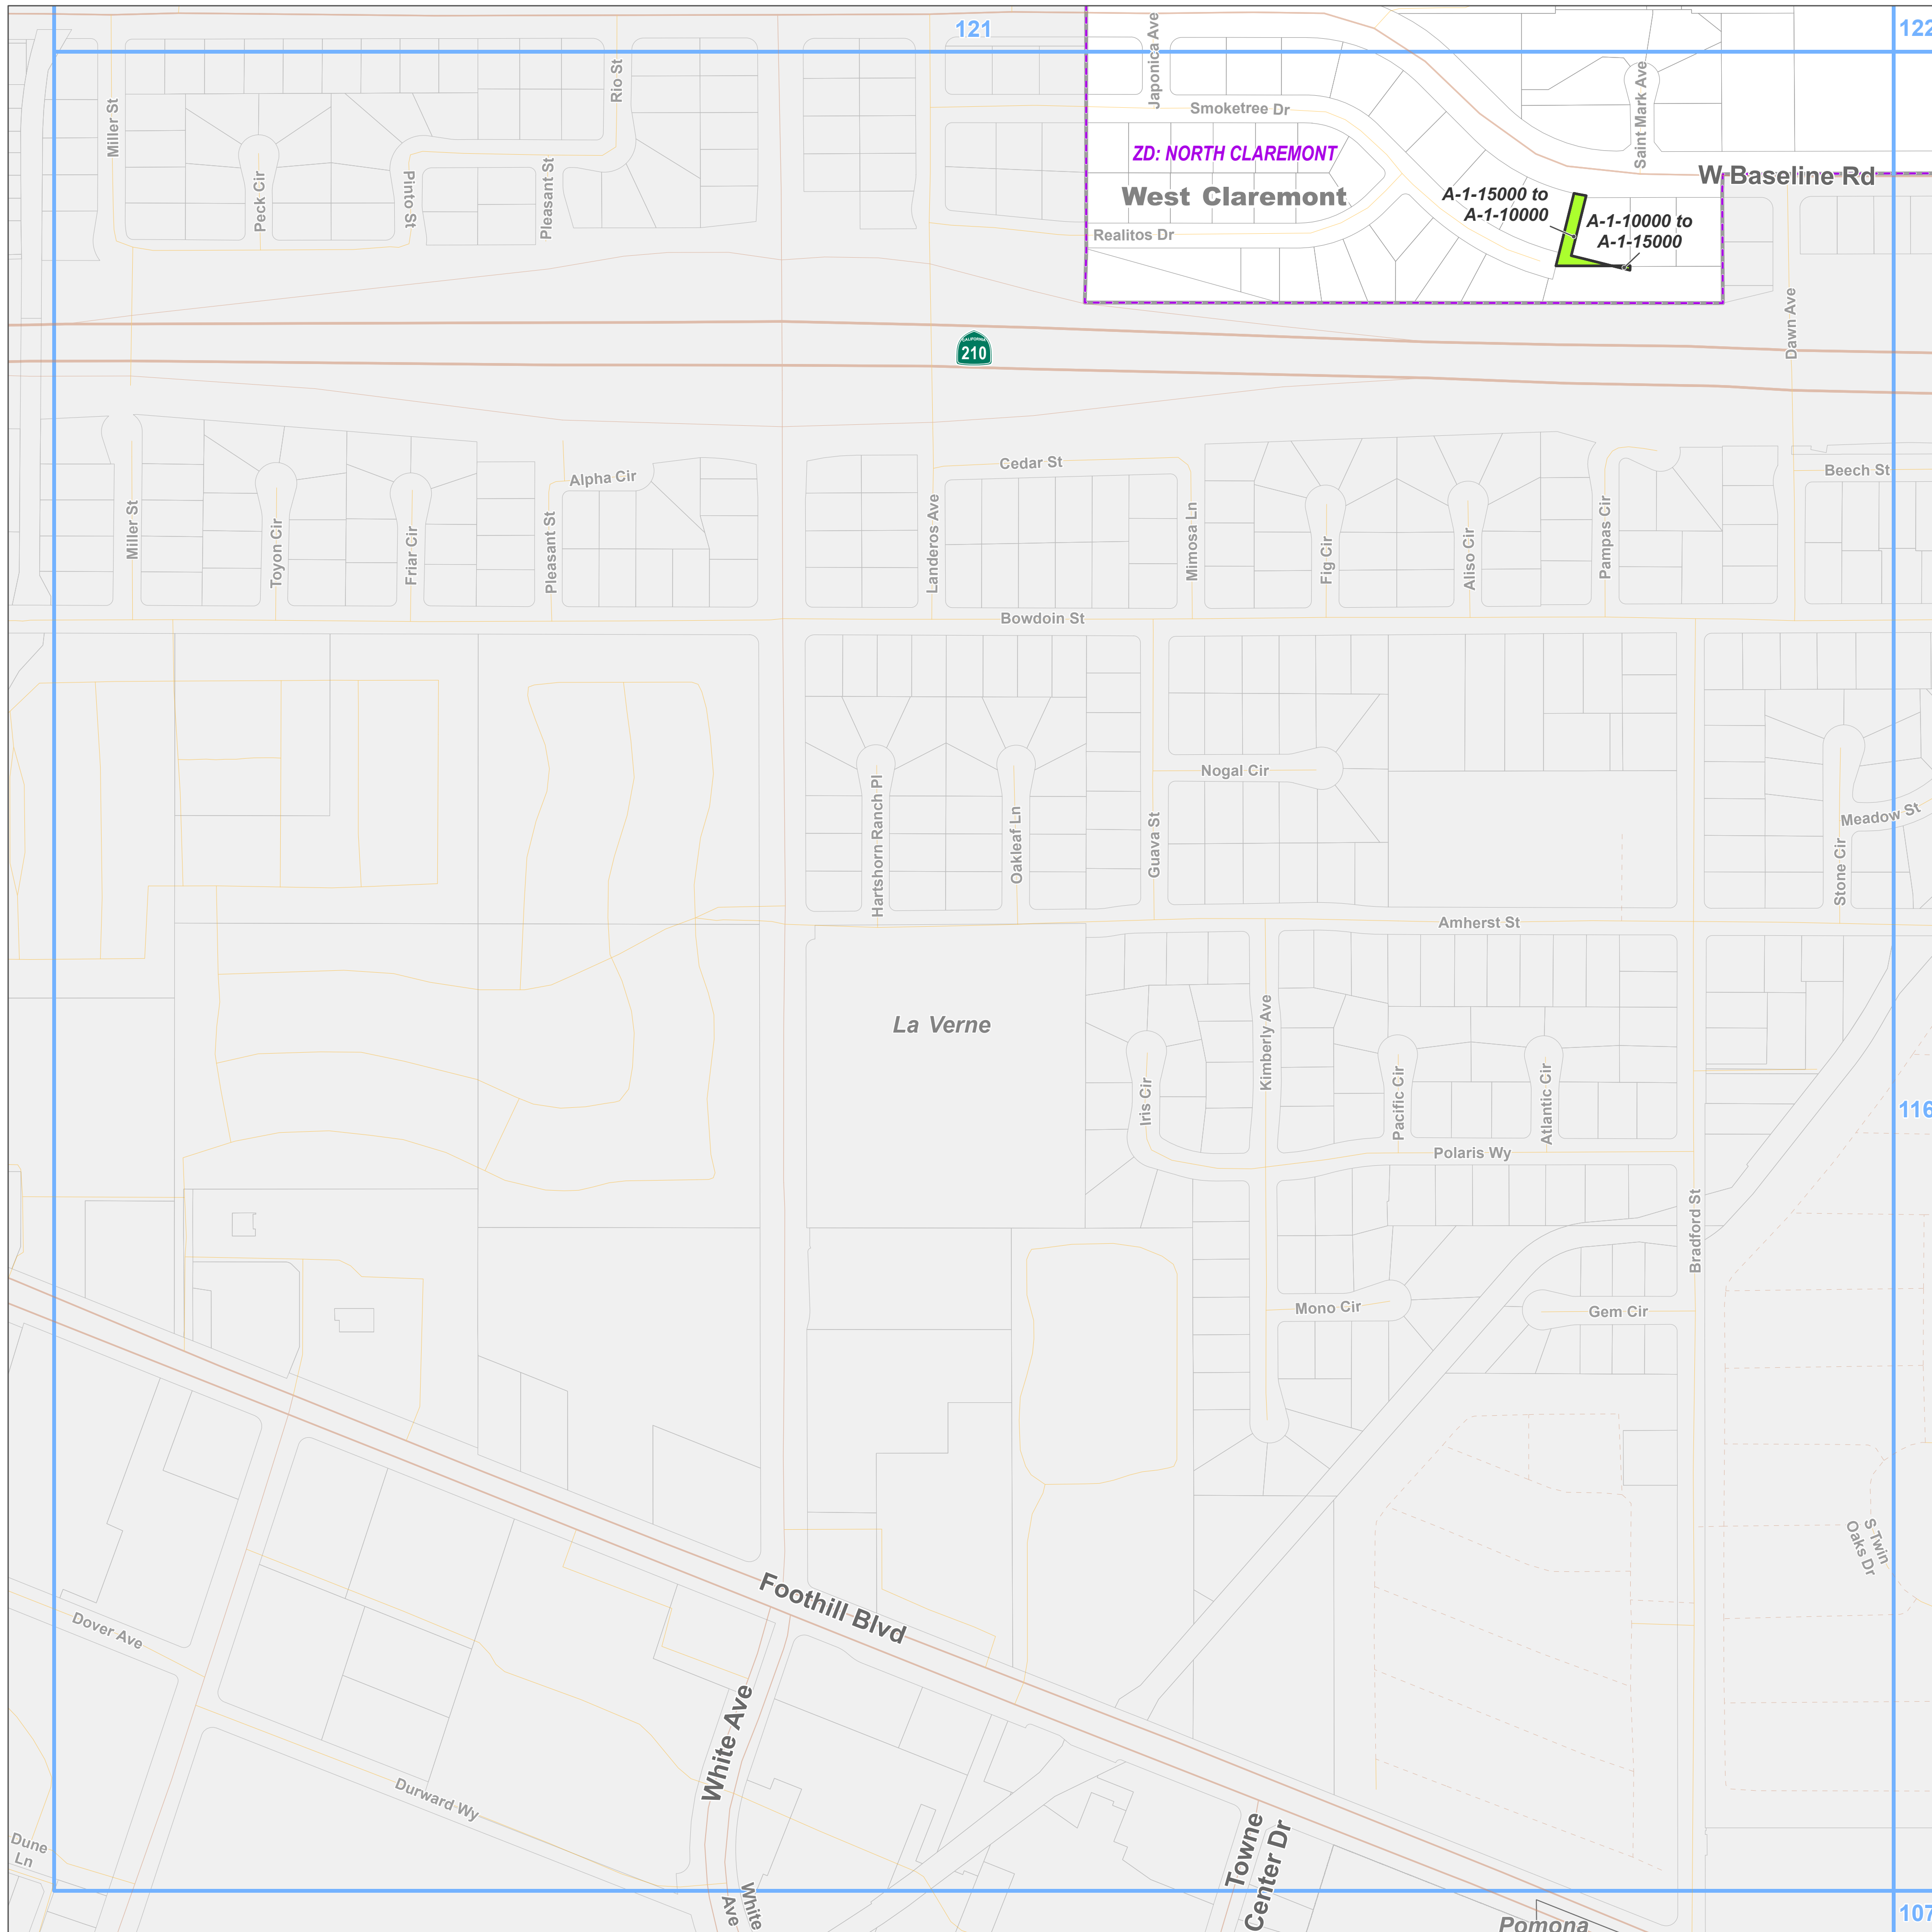 121
122
Japonica Ave
Rio St
Miller St
Smoketree Dr
Saint Mark Ave
ZD: NORTH CLAREMONT
W Baseline Rd
Peck Cir
Pinto St
Pleasant St
West Claremont
A-1-15000 to
A-1-10000
A-1-10000 to
A-1-15000
Realitos Dr
Dawn Ave
CALIFORNIA
210
Alpha Cir
Cedar St
Beech St
Miller St
Toyon Cir
Friar Cir
Pleasant St
Landeros Ave
Mimosa Ln
Fig Cir
Aliso Cir
Pampas Cir
Bowdoin St
Nogal Cir
Hartshorn Ranch Pl
Oakleaf Ln
Guava St
Meadow St
Stone Cir
Amherst St
La Verne
Kimberly Ave
Iris Cir
Pacific Cir
Atlantic Cir
116
Polaris Wy
Bradford St
Mono Cir
Gem Cir
S Twin
Oaks Dr
Foothill Blvd
Dover Ave
White Ave
Durward Wy
Towne
Center Dr
Dune
Ln
White
Ave
Pomona
107